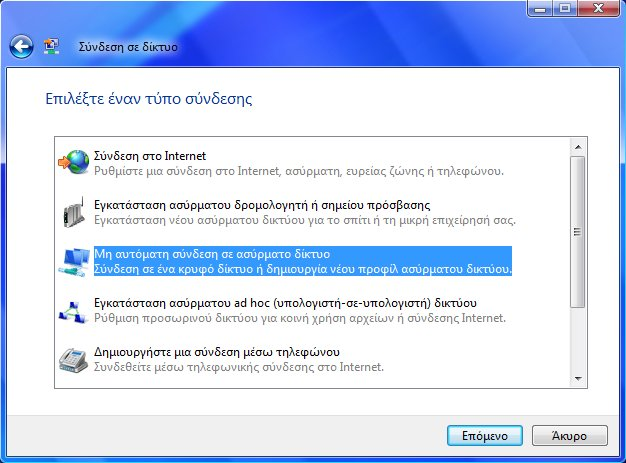 Σύνδεση σε δίκτυο
Επιλέξτε έναν τύπο σύνδεσης
Σύνδεση στο Internet
Ρυθμίστε μια σύνδεση στο Internet, ασύρματη, ευρείας ζώνης ή τηλεφώνου.
Εγκατάσταση ασύρματου δρομολογητή ή σημείου πρόσβασης
Εγκατάσταση νέου ασύρματου δικτύου για το σπίτι ή τη μικρή επιχείρησή σας.
Μη αυτόματη σύνδεση σε ασύρματο δίκτυο
Σύνδεση σε ένα κρυφό δίκτυο ή δημιουργία νέου προφίλ ασύρματου δικτύου.
Εγκατάσταση ασύρματου ad hoc (υπολογιστή-σε-υπολογιστή) δικτύου
Ρύθμιση προσωρινού δικτύου για κοινή χρήση αρχείων ή σύνδεσης Internet.
Δημιουργήστε μια σύνδεση μέσω τηλεφώνου
Συνδεθείτε μέσω τηλεφωνικής σύνδεσης στο Internet.
Επόμενο
Άκυρο